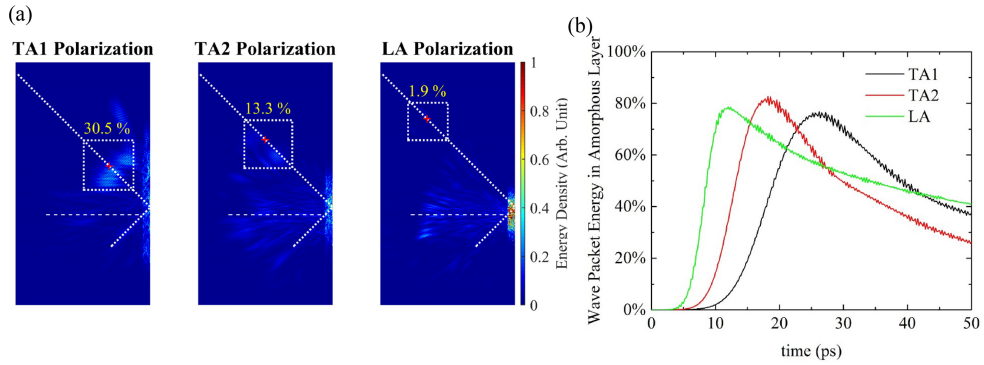 (a)
TA1 Polarization
TA2 Polarization
LA Polarization
30.5 %
13.3 %
1.9 %
1
0.8
0.6
0.4
0.2
0
Energy Density (Arb. Unit)
(b)
Wave Packet Energy in Amorphous Layer
100%
80%
60%
40%
20%
0%
TA1
TA2
LA
0 10 20 30 40 50
time (ps)